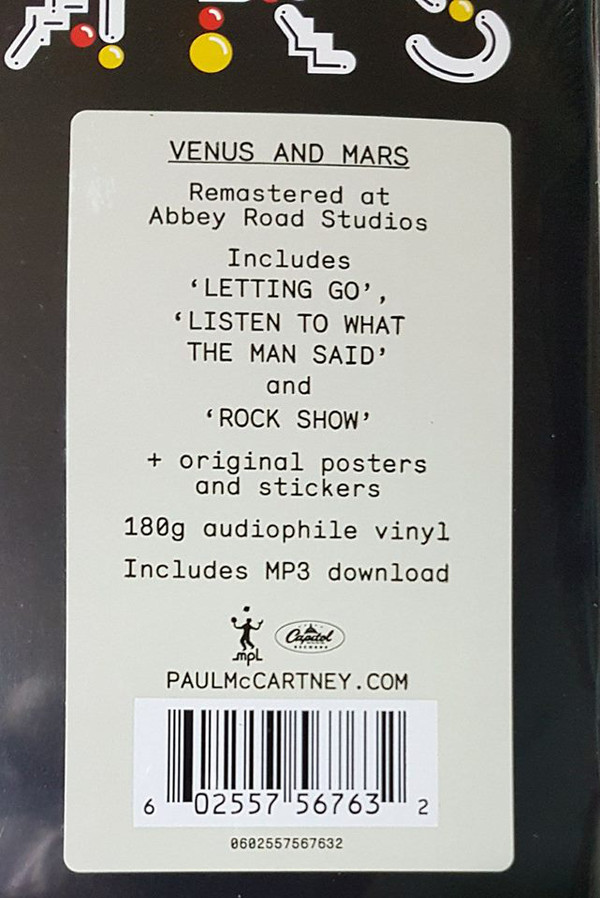 ARS
VENUS AND MARS
Remastered at
Abbey Road Studios
Includes
‘LETTING GO’,
‘LISTEN TO WHAT
THE MAN SAID’
and
‘ROCK SHOW’
+ original posters
and stickers
180g audiophile vinyl
Includes MP3 download
mpL Capitol
RECORDS
PAULMcCARTNEY.COM
6 02557 56763 2
0602557567632